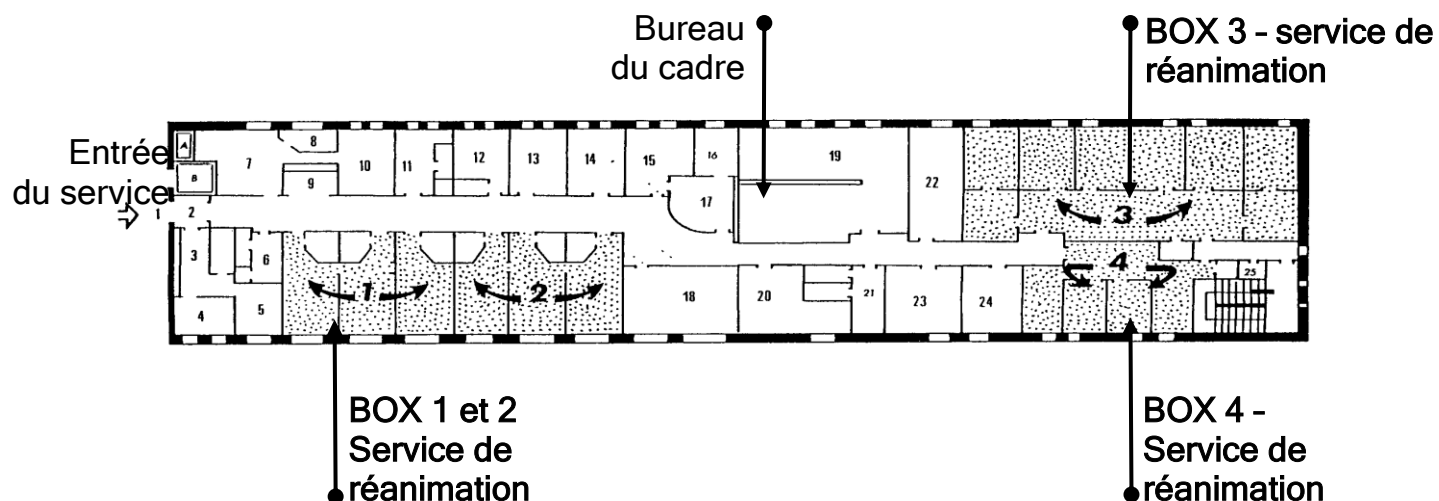 Bureau
du cadre
BOX 3 - service de
réanimation
Entrée
du service
A
B
1
2
3
4
5
6
7
8
9
10
11
12
13
14
15
16
17
18
19
20
21
22
23
24
25
1
2
3
4
BOX 1 et 2
Service de
réanimation
BOX 4 -
Service de
réanimation